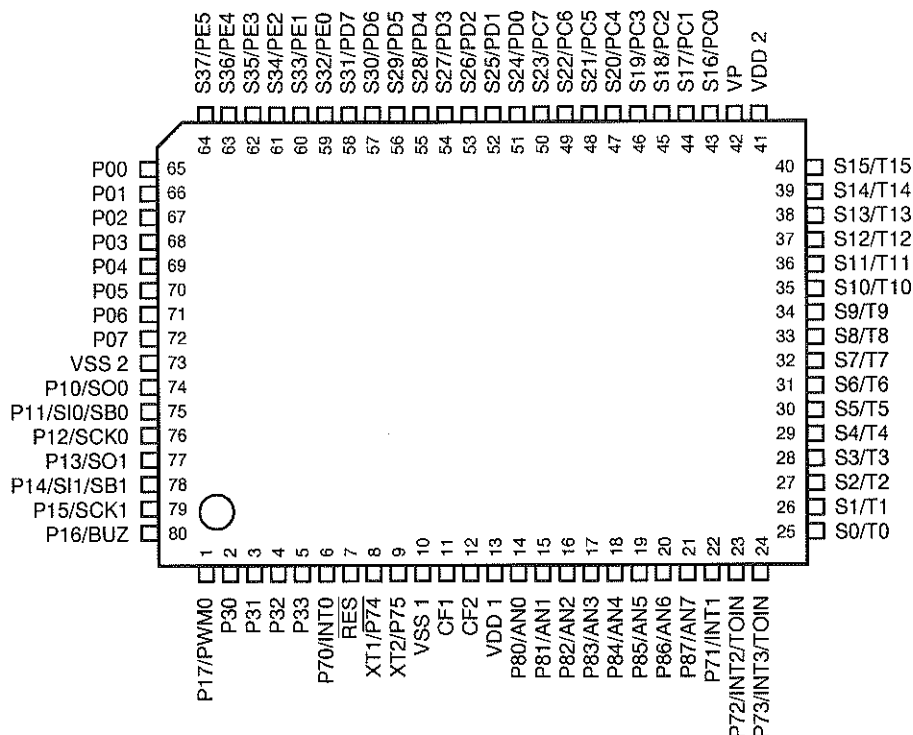 S37/PE5
S36/PE4
S35/PE3
S34/PE2
S33/PE1
S32/PE0
S31/PD7
S30/PD6
S29/PD5
S28/PD4
S27/PD3
S26/PD2
S25/PD1
S24/PD0
S23/PC7
S22/PC6
S21/PC5
S20/PC4
S19/PC3
S18/PC2
S17/PC1
S16/PC0
VP
VDD 2
64 63 62 61 60 59 58 57 56 55 54 53 52 51 50 49 48 47 46 45 44 43 42 41
P00 65
P01 66
P02 67
P03 68
P04 69
P05 70
P06 71
P07 72
VSS 2 73
P10/SO0 74
P11/SI0/SB0 75
P12/SCK0 76
P13/SO1 77
P14/SI1/SB1 78
P15/SCK1 79
P16/BUZ 80
40 S15/T15
39 S14/T14
38 S13/T13
37 S12/T12
36 S11/T11
35 S10/T10
34 S9/T9
33 S8/T8
32 S7/T7
31 S6/T6
30 S5/T5
29 S4/T4
28 S3/T3
27 S2/T2
26 S1/T1
25 S0/T0
1 2 3 4 5 6 7 8 9 10 11 12 13 14 15 16 17 18 19 20 21 22 23 24
P17/PWM0
P30
P31
P32
P33
P70/INT0
RES
XT1/P74
XT2/P75
VSS 1
CF1
CF2
VDD 1
P80/AN0
P81/AN1
P82/AN2
P83/AN3
P84/AN4
P85/AN5
P86/AN6
P87/AN7
P71/INT1
P72/INT2/TOIN
P73/INT3/TOIN